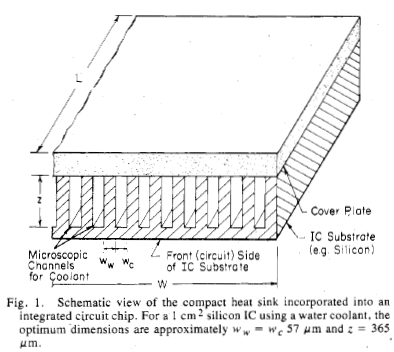 L
z
Cover Plate
IC Substrate
(e.g. Silicon)
Microscopic
Channels
for Coolant
Ww Wc
Front (circuit) Side
of IC Substrate
W
Fig. 1. Schematic view of the compact heat sink incorporated into an
integrated circuit chip. For a 1 cm² silicon IC using a water coolant, the
optimum dimensions are approximately w_w = w_c 57 μm and z = 365
μm.